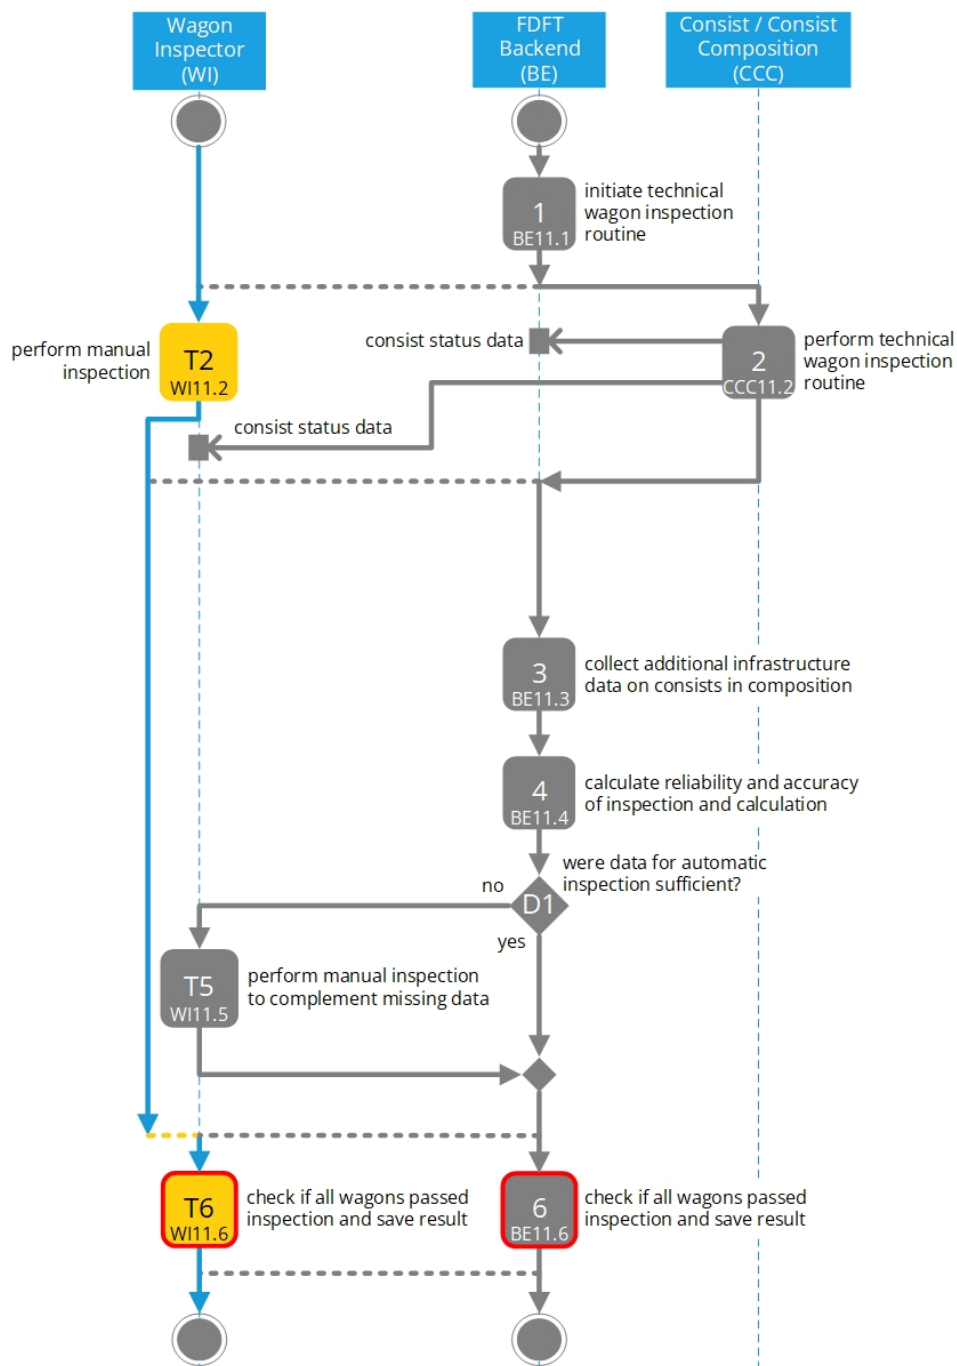 Wagon
Inspector
(WI)
FDFT
Backend
(BE)
Consist / Consist
Composition
(CCC)
1
BE11.1
initiate technical
wagon inspection
routine
perform manual
inspection
T2
WI11.2
consist status data
2
CCC11.2
perform technical
wagon inspection
routine
consist status data
3
BE11.3
collect additional infrastructure
data on consists in composition
4
BE11.4
calculate reliability and accuracy
of inspection and calculation
were data for automatic
inspection sufficient?
no
D1
yes
T5
WI11.5
perform manual inspection
to complement missing data
T6
WI11.6
check if all wagons passed
inspection and save result
6
BE11.6
check if all wagons passed
inspection and save result